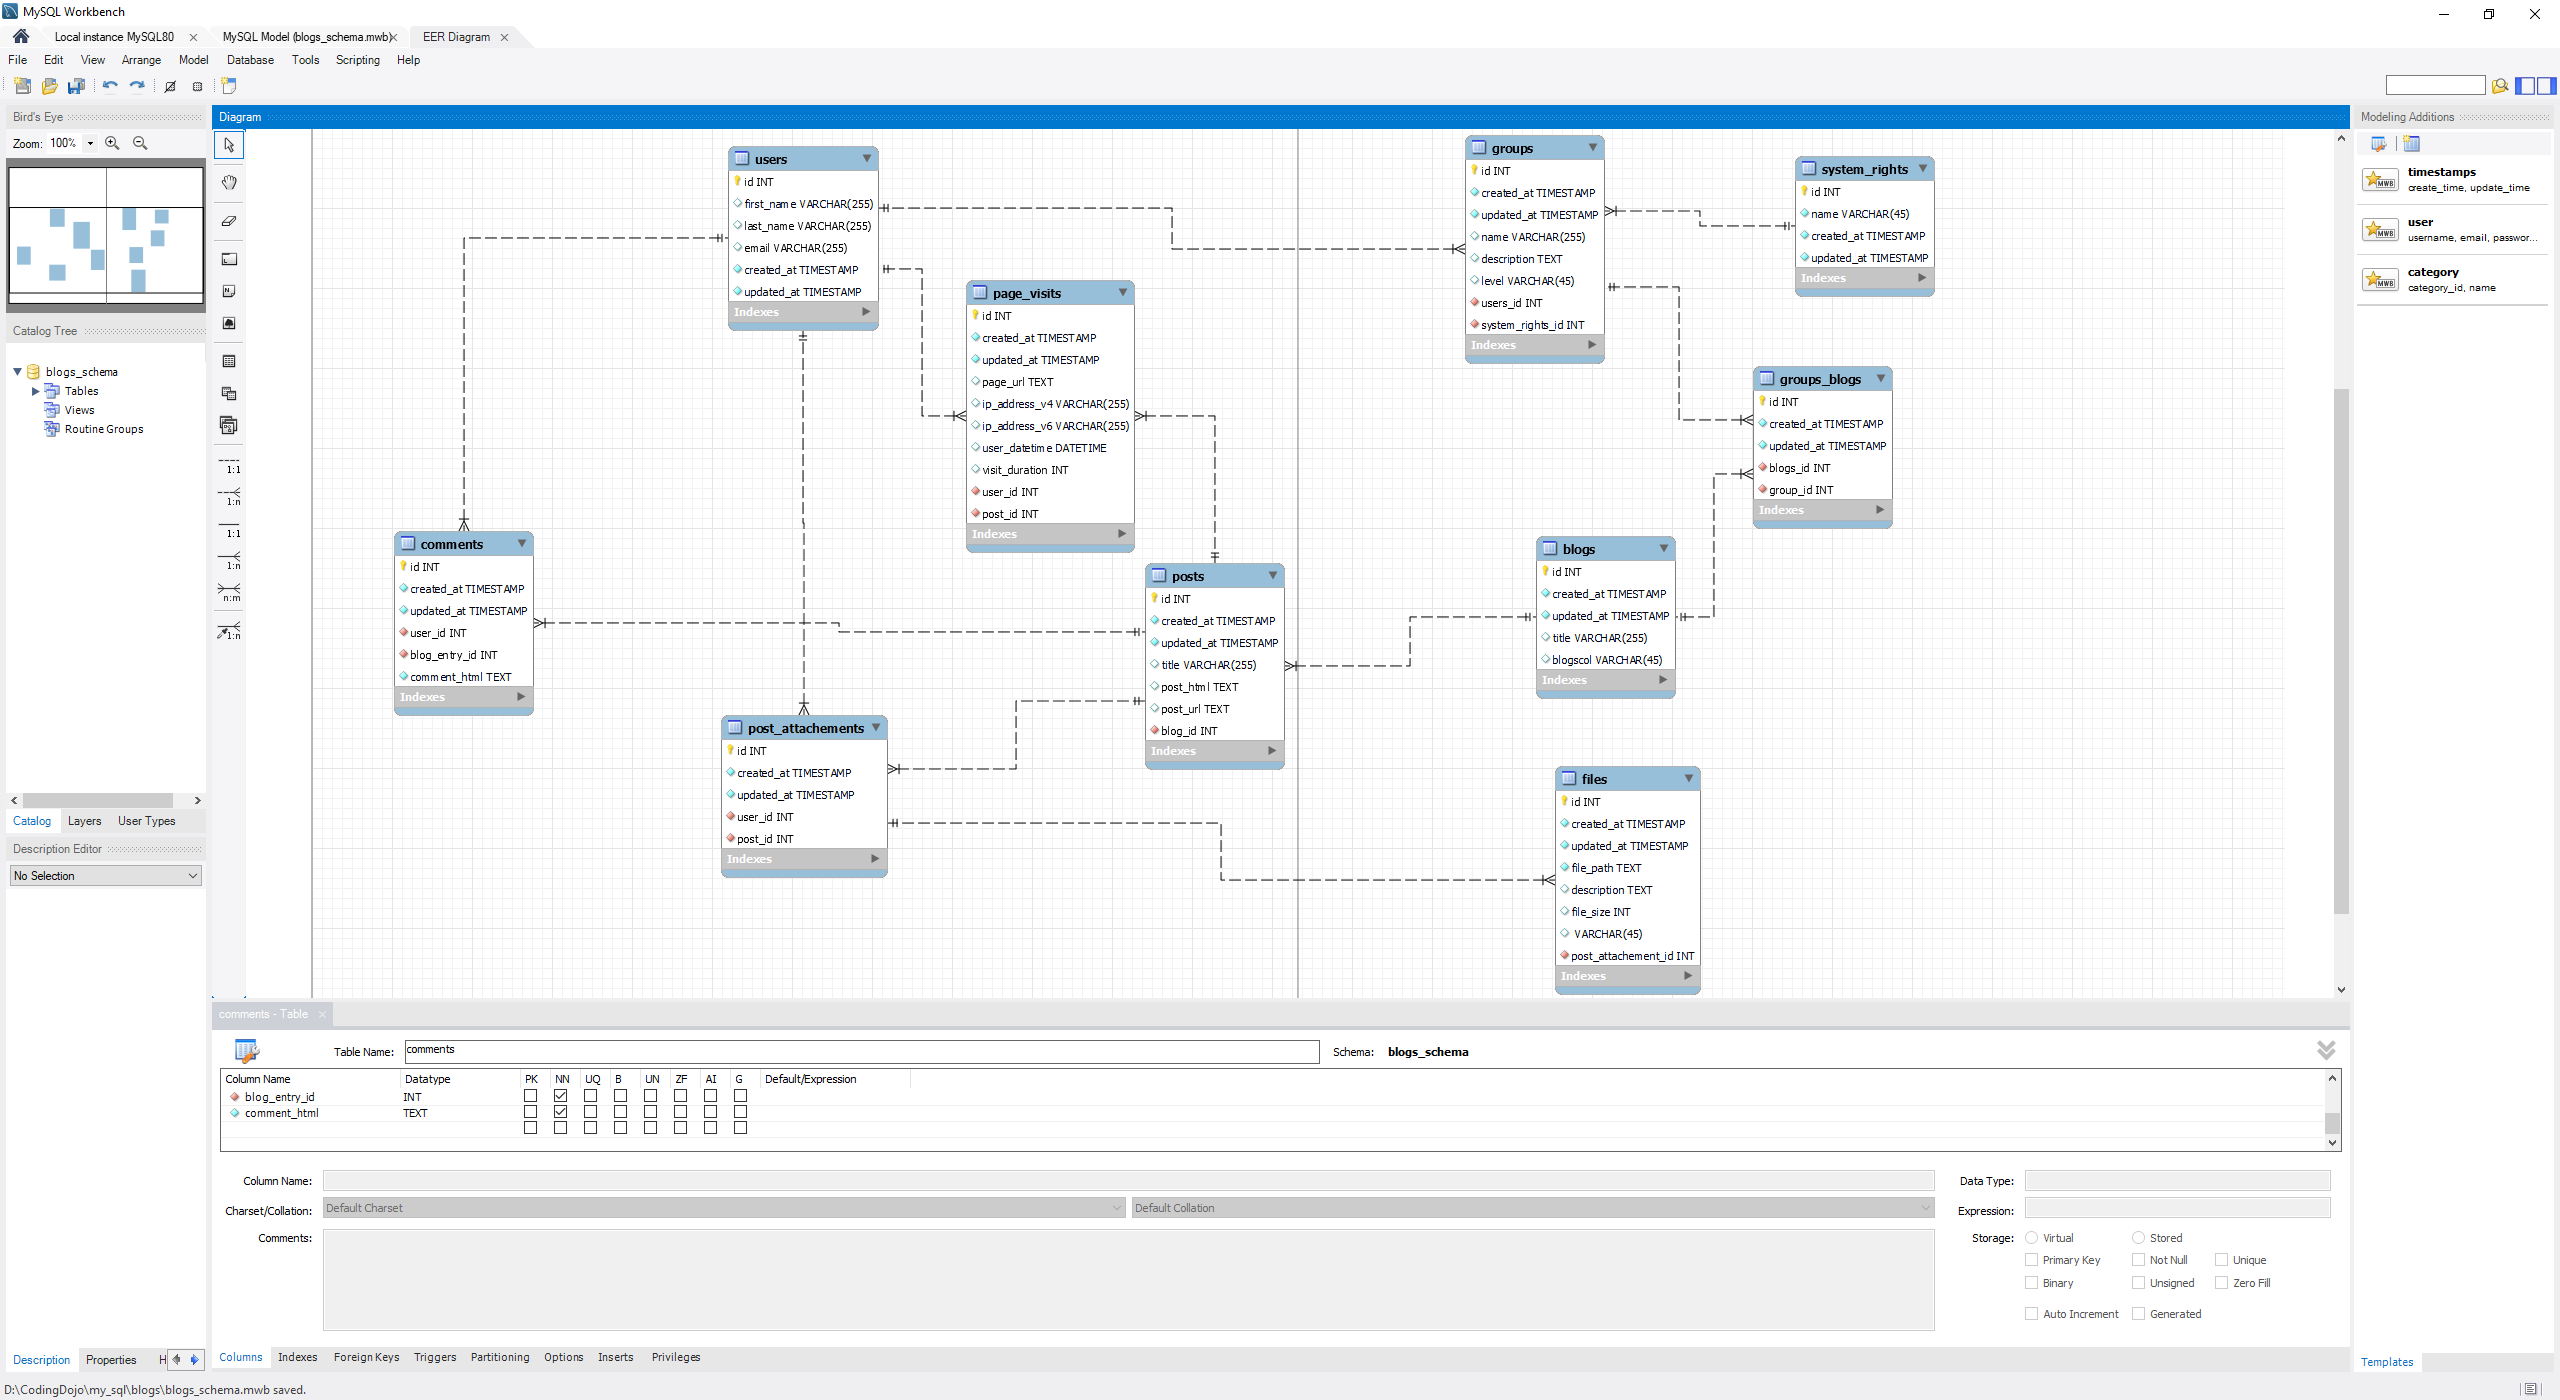 MySQL Workbench
Local instance MySQL80
MySQL Model (blogs_schema.mwb)
EER Diagram
File Edit View Arrange Model Database Tools Scripting Help
Bird's Eye
Zoom: 100%
Catalog Tree
blogs_schema
Tables
Views
Routine Groups
Catalog Layers User Types
Description Editor
No Selection
Description Properties H
Diagram
1:1
1:n
1:1
1:n
n:m
1:n
users
id INT
first_name VARCHAR(255)
last_name VARCHAR(255)
email VARCHAR(255)
created_at TIMESTAMP
updated_at TIMESTAMP
Indexes
page_visits
id INT
created_at TIMESTAMP
updated_at TIMESTAMP
page_url TEXT
ip_address_v4 VARCHAR(255)
ip_address_v6 VARCHAR(255)
user_datetime DATETIME
visit_duration INT
user_id INT
post_id INT
Indexes
groups
id INT
created_at TIMESTAMP
updated_at TIMESTAMP
name VARCHAR(255)
description TEXT
level VARCHAR(45)
users_id INT
system_rights_id INT
Indexes
system_rights
id INT
name VARCHAR(45)
created_at TIMESTAMP
updated_at TIMESTAMP
Indexes
groups_blogs
id INT
created_at TIMESTAMP
updated_at TIMESTAMP
blogs_id INT
group_id INT
Indexes
comments
id INT
created_at TIMESTAMP
updated_at TIMESTAMP
user_id INT
blog_entry_id INT
comment_html TEXT
Indexes
posts
id INT
created_at TIMESTAMP
updated_at TIMESTAMP
title VARCHAR(255)
post_html TEXT
post_url TEXT
blog_id INT
Indexes
blogs
id INT
created_at TIMESTAMP
updated_at TIMESTAMP
title VARCHAR(255)
blogscol VARCHAR(45)
Indexes
post_attachements
id INT
created_at TIMESTAMP
updated_at TIMESTAMP
user_id INT
post_id INT
Indexes
files
id INT
created_at TIMESTAMP
updated_at TIMESTAMP
file_path TEXT
description TEXT
file_size INT
VARCHAR(45)
post_attachement_id INT
Indexes
Modeling Additions
MWB timestamps
create_time, update_time
MWB user
username, email, passwor...
MWB category
category_id, name
Templates
comments - Table
Table Name: comments Schema: blogs_schema
Column Name Datatype PK NN UQ B UN ZF AI G Default/Expression
blog_entry_id INT
comment_html TEXT
Column Name: Data Type:
Charset/Collation: Default Charset Default Collation Expression:
Comments: Storage: Virtual Stored
Primary Key Not Null Unique
Binary Unsigned Zero Fill
Auto Increment Generated
Columns Indexes Foreign Keys Triggers Partitioning Options Inserts Privileges
D:\CodingDojo\my_sql\blogs\blogs_schema.mwb saved.